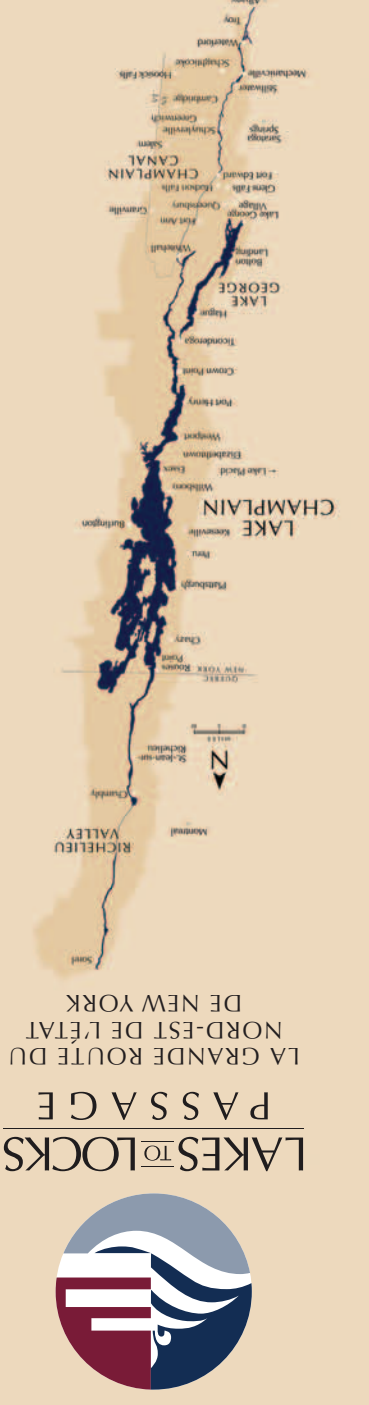 LAKES TO LOCKS
PASSAGE
LA GRANDE ROUTE DU
NORD-EST DE L'ÉTAT
DE NEW YORK
Sorel
RICHELIEU
VALLEY
Montreal
Chambly
N
St.-Jean-sur-
Richelieu
MILES
QUEBEC
NEW YORK
Rouses
Point
Chazy
Plattsburgh
Peru
LAKE
CHAMPLAIN
Keeseville
Burlington
Willsboro
← Lake Placid
Essex
Elizabethtown
Westport
Port Henry
Crown Point
Ticonderoga
Hague
LAKE
GEORGE
Bolton
Landing
Whitehall
Lake George
Village
Fort Ann
Queensbury
Granville
Glens Falls
Hudson Falls
Fort Edward
CHAMPLAIN
CANAL
Salem
Saratoga
Springs
Schuylerville
Greenwich
Cambridge
Stillwater
Mechanicville
Hoosick Falls
Schaghticoke
Waterford
Troy